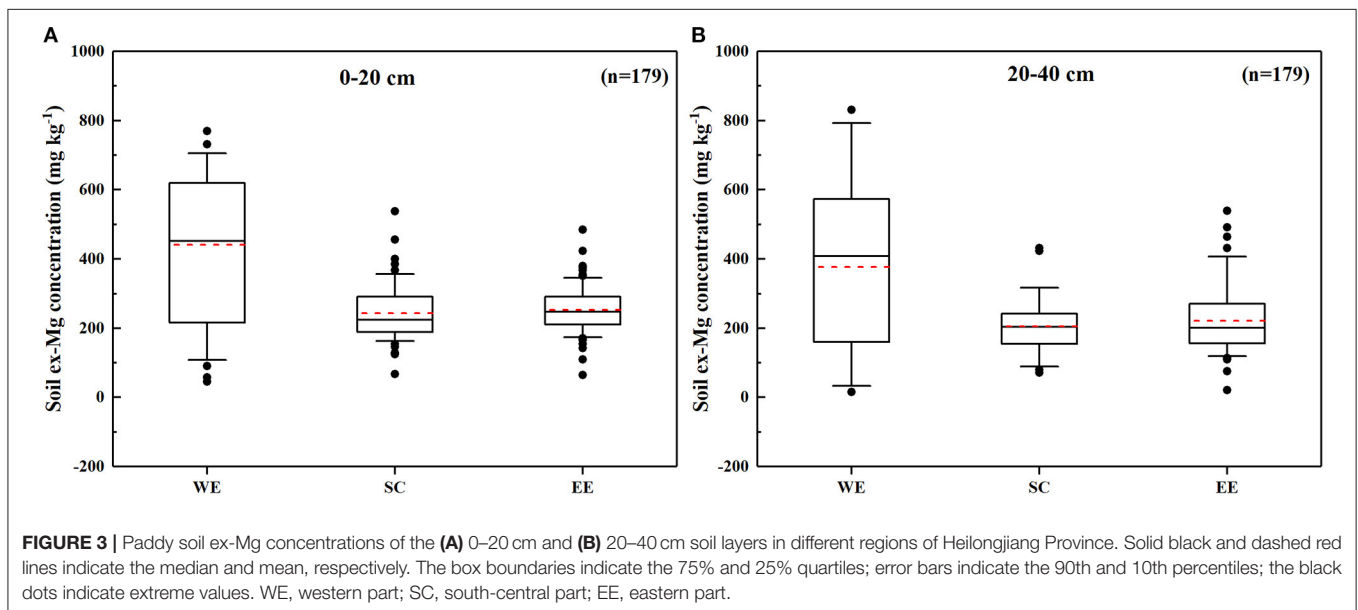 A
1000
800
600
400
200
0
-200
Soil ex-Mg concentration (mg kg⁻¹)
0-20 cm
(n=179)
WE
SC
EE
B
1000
800
600
400
200
0
-200
Soil ex-Mg concentration (mg kg⁻¹)
20-40 cm
(n=179)
WE
SC
EE
FIGURE 3 | Paddy soil ex-Mg concentrations of the (A) 0–20 cm and (B) 20–40 cm soil layers in different regions of Heilongjiang Province. Solid black and dashed red
lines indicate the median and mean, respectively. The box boundaries indicate the 75% and 25% quartiles; error bars indicate the 90th and 10th percentiles; the black
dots indicate extreme values. WE, western part; SC, south-central part; EE, eastern part.